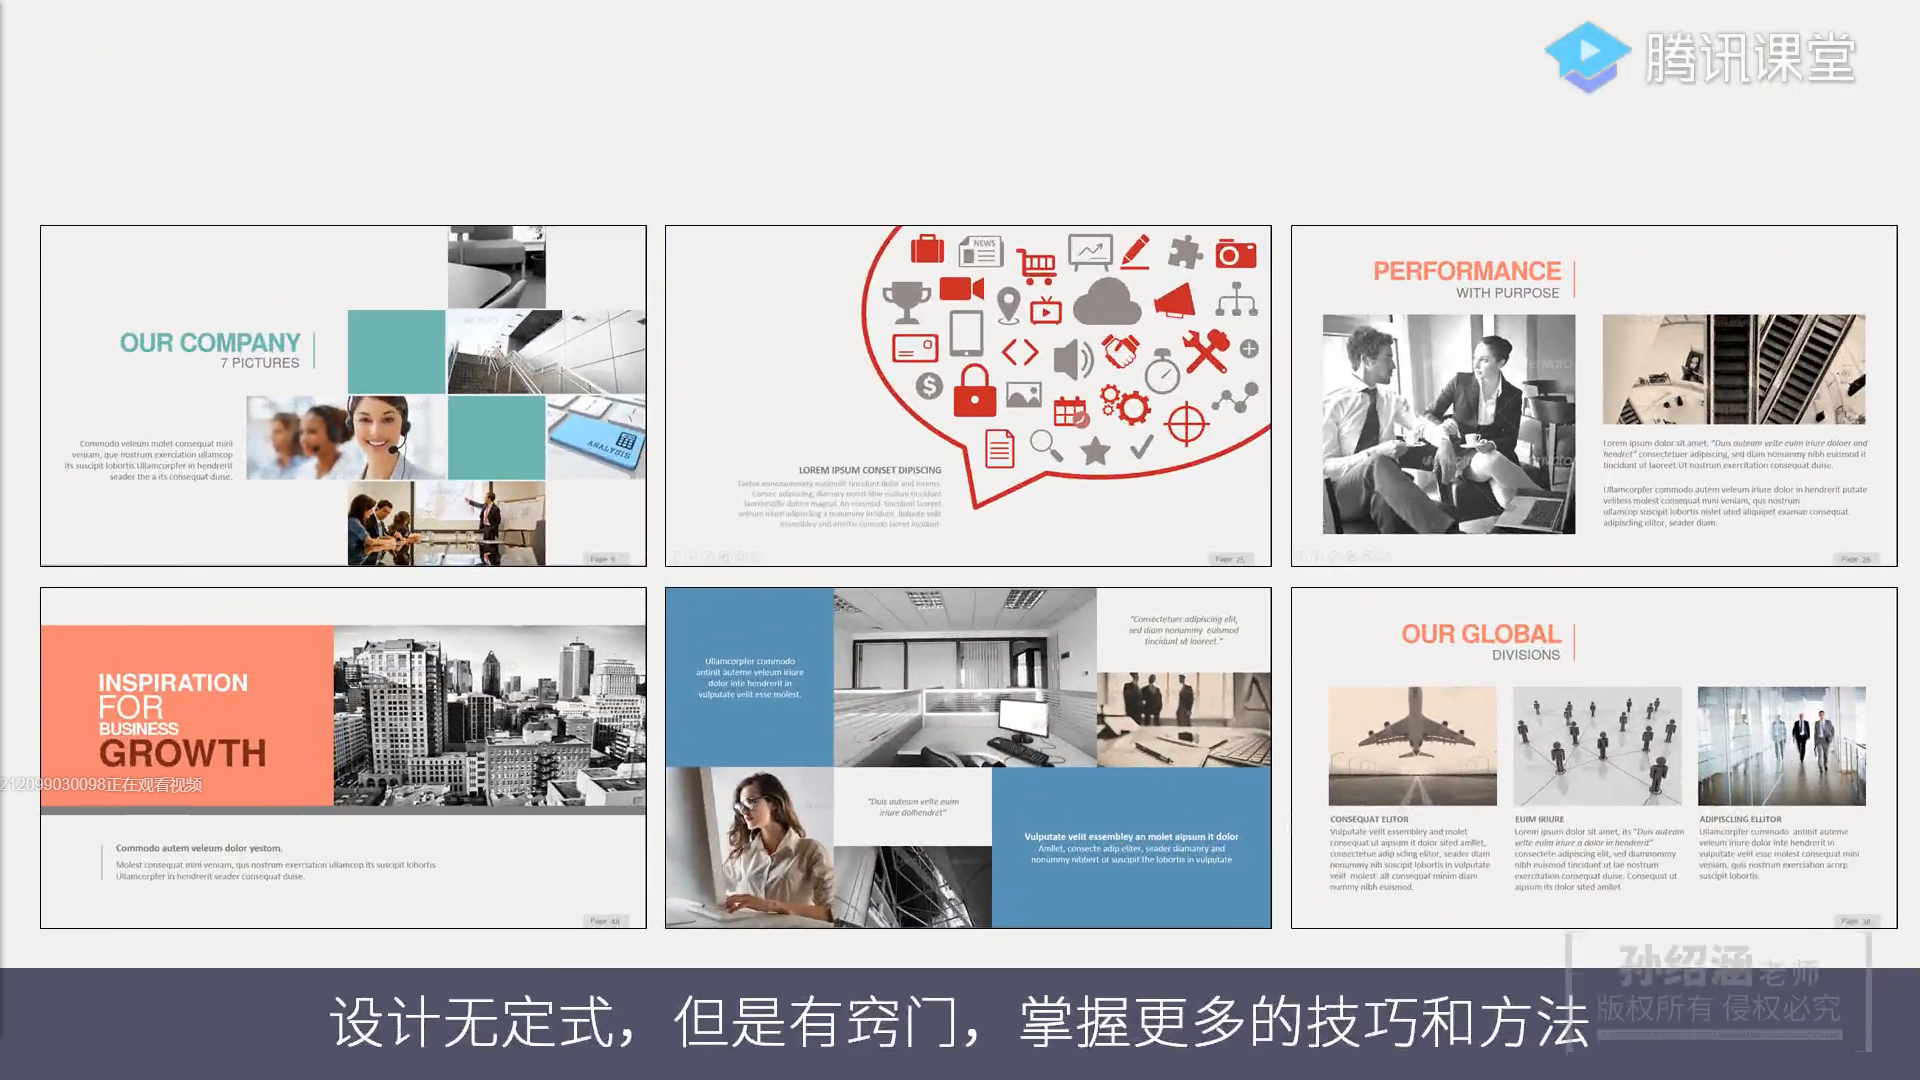 腾讯课堂
OUR COMPANY
7 PICTURES
Commodo veleum molet consequat mini
veniam, que nostrum exerciation ullamcop
its suscipit lobortis Ullamcorpfer in hendrerit
seader the a its consequat duise.
ANALYSIS
Page 9
NEWS
LOREM IPSUM CONSET DIPISCING
Page 25
PERFORMANCE
WITH PURPOSE
Lorem ipsum dolor sit amet, "Duis auteam velte euim iriure doloer and
hendret" consectetuer adipiscing, sed diam nonummy nibh euismod it
tincidunt ut laoreet.Ut nostrum exercitation consequat duise.
Ullamcorpfer commodo autem veleum iriure dolor in hendrerit putate
velitess molest consequat mini veniam, qus nostrum
ullamcop suscipit lobortis nislet uted aliquipet examae consequat
adipiscling elitor, seader diam.
Page 26
INSPIRATION
FOR
BUSINESS
GROWTH
212099030098正在观看视频
Commodo autem veleum dolor yestom.
Molest consequat mini veniam, qus nostrum exerciation ullamcop its suscipit lobortis.
Ullamcorpfer in hendrerit seader consequat duise.
Page 48
Ullamcorpfer commodo
antinit auteme veleum iriure
dolor inte hendrerit in
vulputate velit esse molest.
"Consectetuer adipiscing elit,
sed diam nonummy euismod
tincidunt ut laoreet."
"Duis auteam velte euim
iriure dolhendret"
Vulputate velit essembley an molet aipsum it dolor
Amllet, consecte adip eliter, seader diamanry and
nonummy nibbert or suscipit the lobortis in vulputate
OUR GLOBAL
DIVISIONS
CONSEQUAT ELITOR
Vulputate velit essembley and molet
consequat ut aipsum it dolor sited amllet,
consectetue adip scling elitor, seader diam
nonummy nib suscipit lobortis in vulputate
velit molest alt consequat minim diam
nummy nibh euismod.
EUIM IRIURE
Lorem ipsum dolor sit amet, its "Duis auteam
velte euim iriure a dolor in hendrerit"
consectete adipiscing elit, sed diamnommy
nibh euismod tincidunt ut lae nostrum
exercitation consequat duise. Consequat ut
aipsum its dolor sited amllet.
ADIPISCLING ELLITOR
Ullamcorpfer commodo antinit auteme
veleum iriure dolor inte hendrerit in
vulputate velit esse molest consequat mini
veniam, quis nostrum exerciation arnrp
suscipit lobortis.
Page 38
孙绍涵老师
版权所有 侵权必究
设计无定式，但是有窍门，掌握更多的技巧和方法